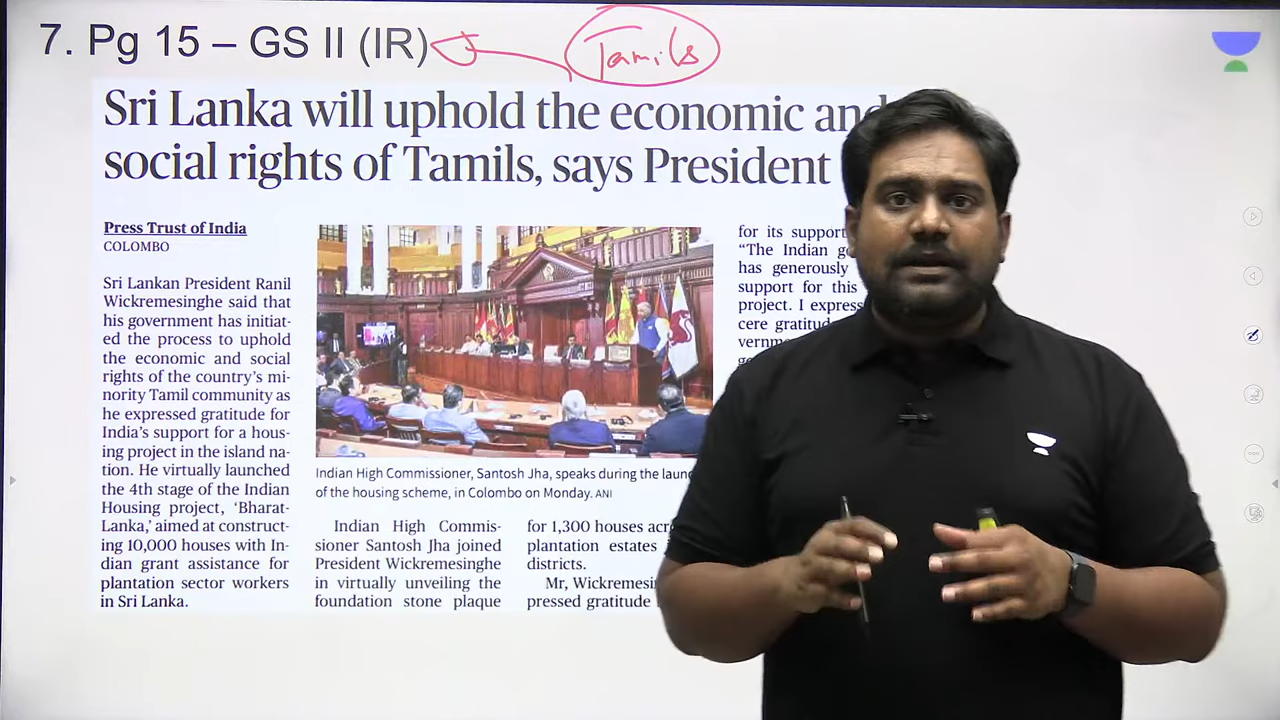 7. Pg 15 – GS II (IR)
Tamils
Sri Lanka will uphold the economic and
social rights of Tamils, says President
Press Trust of India
COLOMBO
Sri Lankan President Ranil
Wickremesinghe said that
his government has initiat-
ed the process to uphold
the economic and social
rights of the country's mi-
nority Tamil community as
he expressed gratitude for
India's support for a hous-
ing project in the island na-
tion. He virtually launched
the 4th stage of the Indian
Housing project, 'Bharat-
Lanka,' aimed at construct-
ing 10,000 houses with In-
dian grant assistance for
plantation sector workers
in Sri Lanka.
Indian High Commissioner, Santosh Jha, speaks during the
of the housing scheme, in Colombo on Monday. ANI
Indian High Commis-
sioner Santosh Jha joined
President Wickremesinghe
in virtually unveiling the
foundation stone plaque
for 1,300 houses
plantation estates
districts.
Mr, 
pressed gratitude
for its support
"The Indian
has generously
support for this
project. I